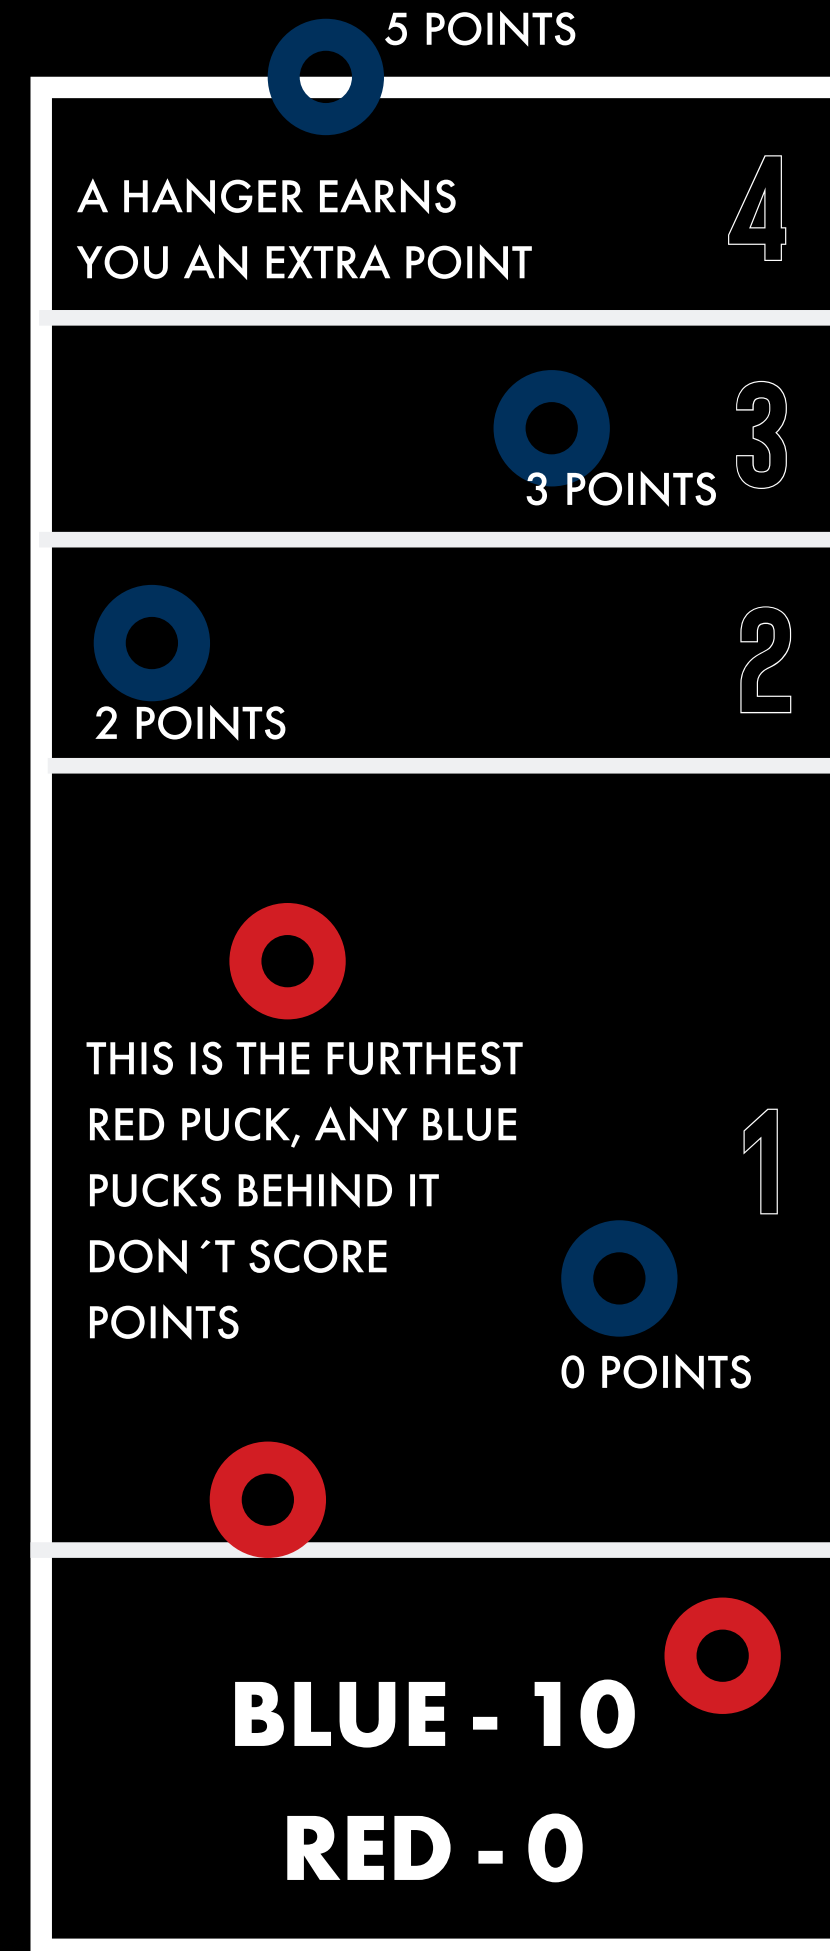 5 POINTS
A HANGER EARNS
YOU AN EXTRA POINT
4
3
3 POINTS
2
2 POINTS
THIS IS THE FURTHEST
RED PUCK, ANY BLUE
PUCKS BEHIND IT
DON´T SCORE
POINTS
1
0 POINTS
BLUE - 10
RED - 0